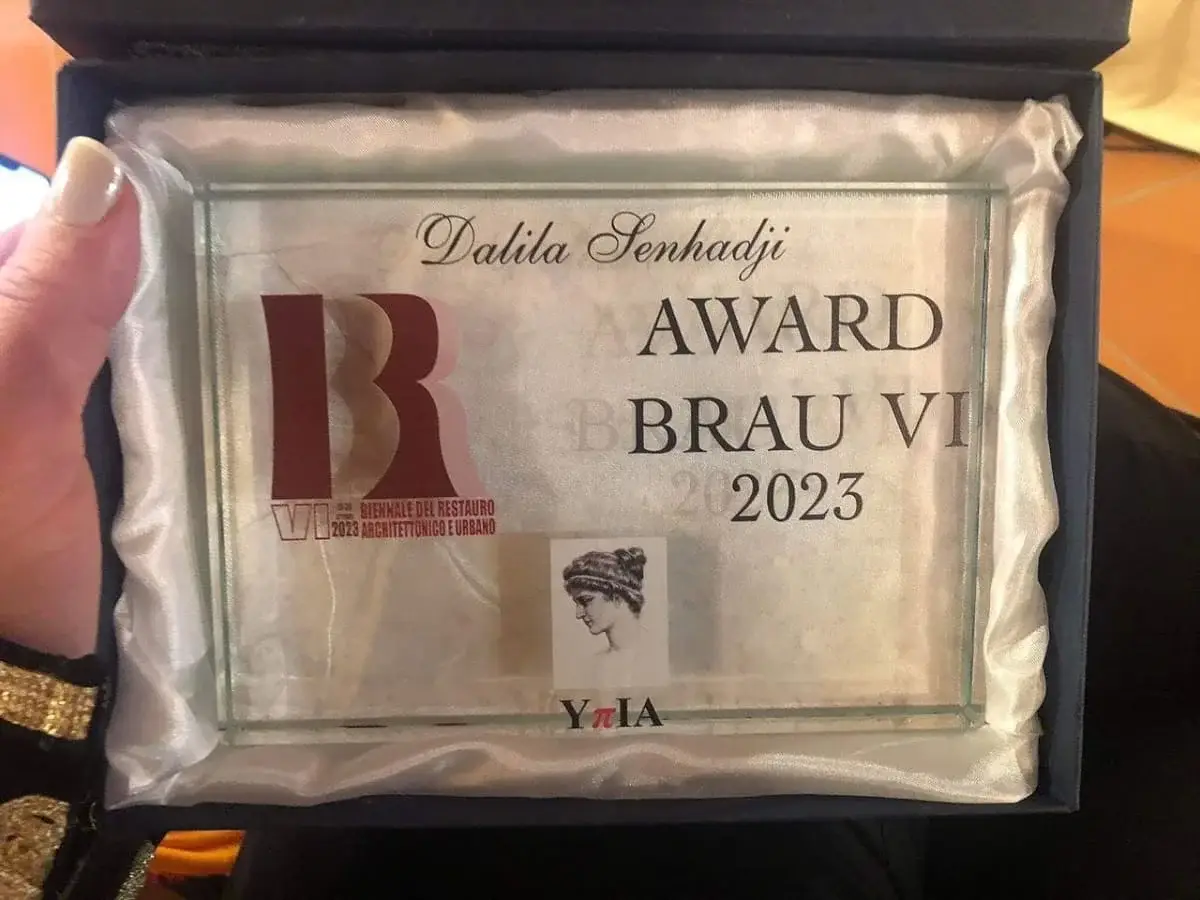 Dalila Senhadji
AWARD
BRAU VI
2023
BR
VI 2023 BIENNALE DEL RESTAURO
ARCHITETTONICO E URBANO
YπIA